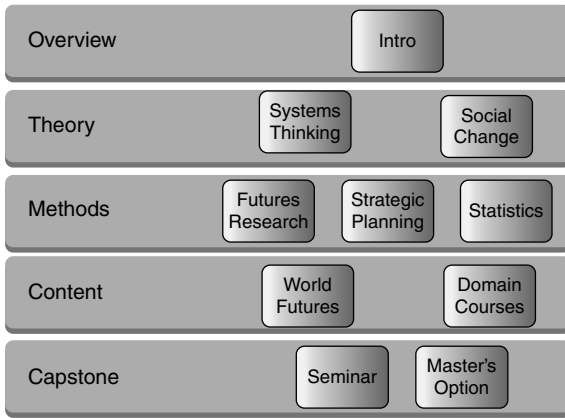 Overview
Intro
Theory
Systems
Thinking
Social
Change
Methods
Futures
Research
Strategic
Planning
Statistics
Content
World
Futures
Domain
Courses
Capstone
Seminar
Master's
Option